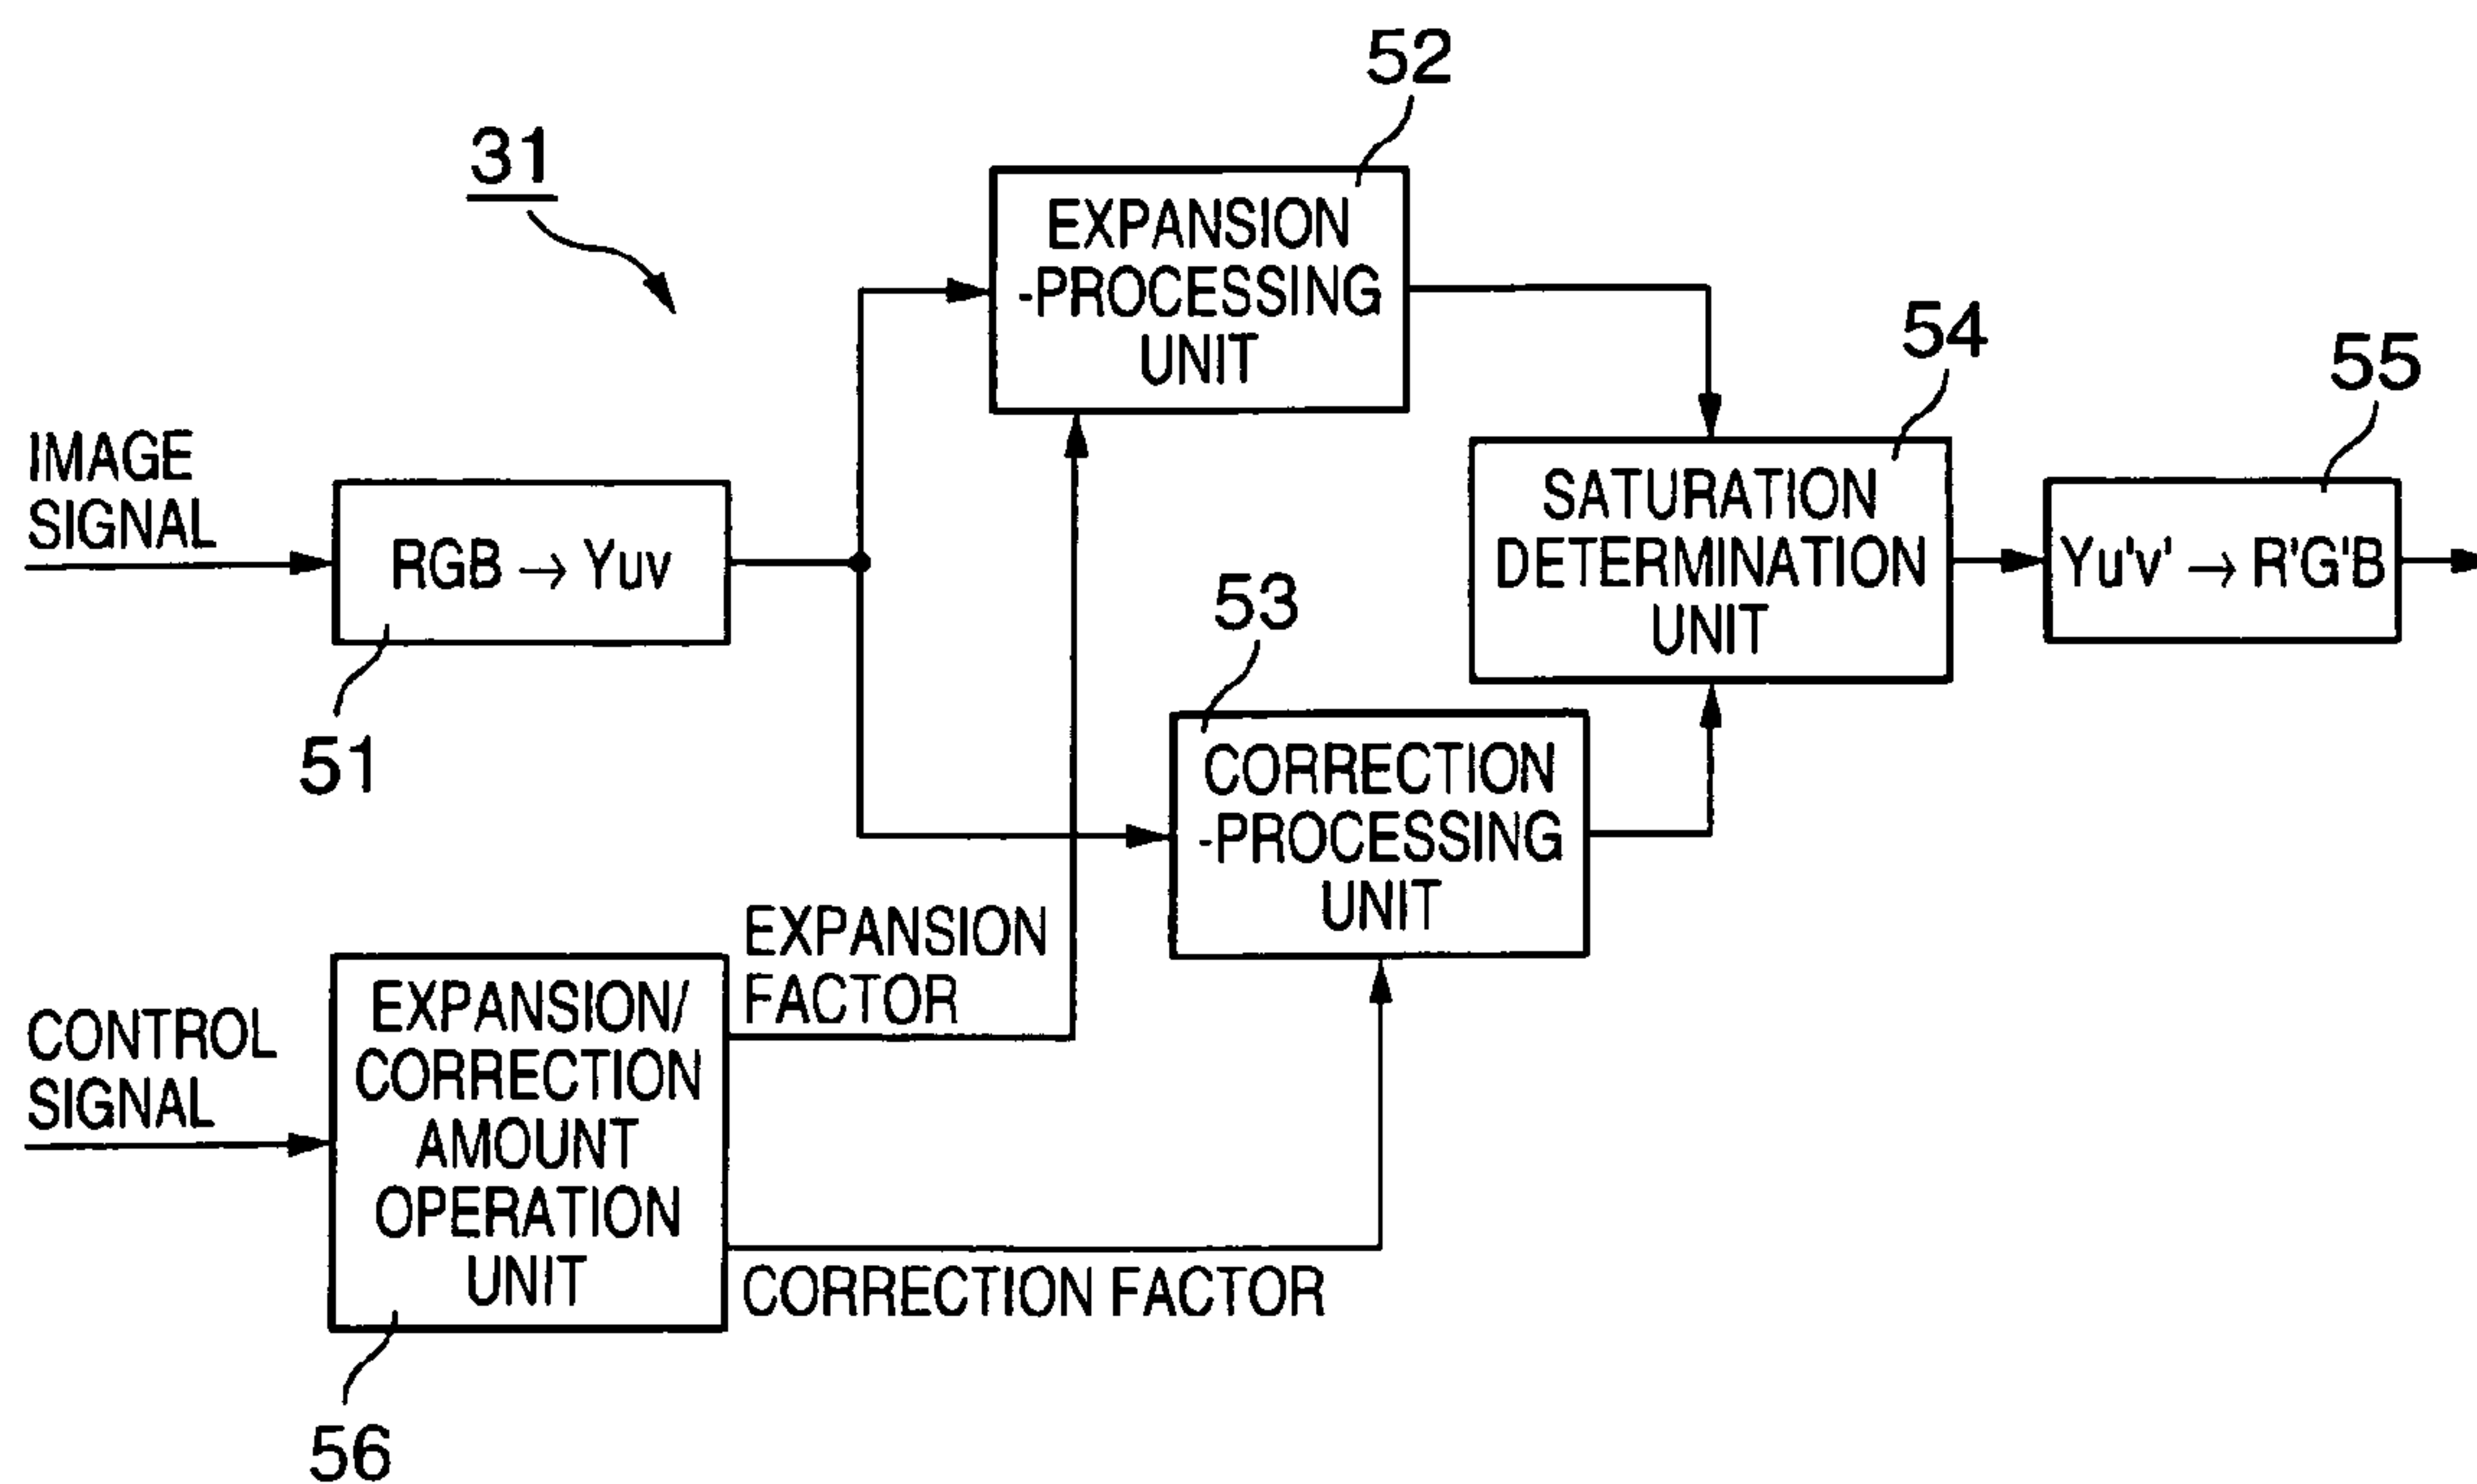 52
31
EXPANSION
-PROCESSING
UNIT
54
55
IMAGE
SIGNAL
RGB → Yuv
SATURATION
DETERMINATION
UNIT
Yu'v' → R'G'B
53
51
CORRECTION
-PROCESSING
UNIT
EXPANSION
FACTOR
CONTROL
SIGNAL
EXPANSION/
CORRECTION
AMOUNT
OPERATION
UNIT
CORRECTION FACTOR
56